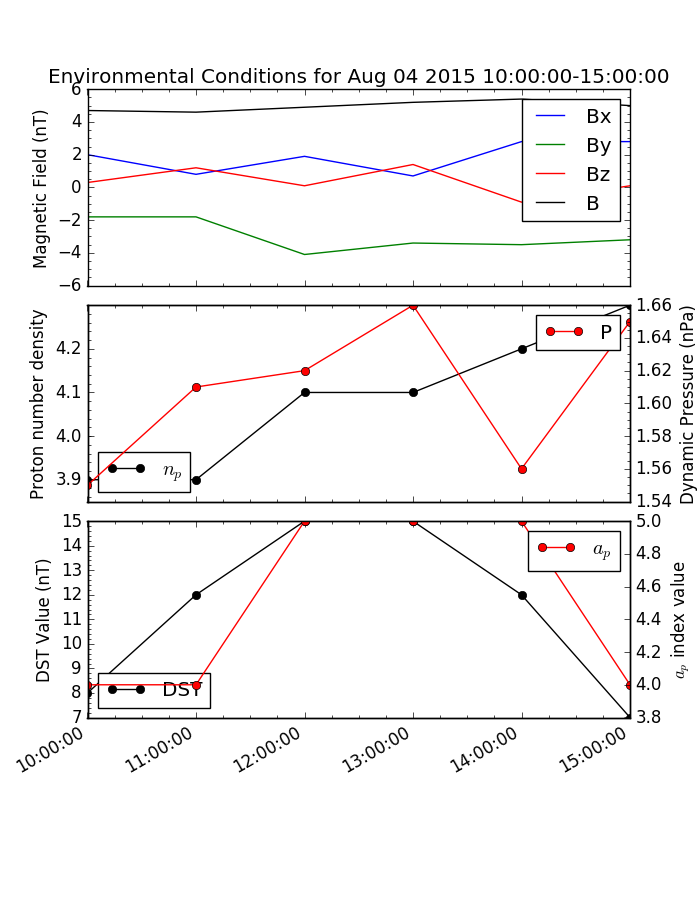 Environmental Conditions for Aug 04 2015 10:00:00-15:00:00
Magnetic Field (nT)
6
4
2
0
−2
−4
−6
Bx
By
Bz
B
Proton number density
4.2
4.1
4.0
3.9
n_p
P
1.66
1.64
1.62
1.60
1.58
1.56
1.54
Dynamic Pressure (nPa)
DST Value (nT)
15
14
13
12
11
10
9
8
7
DST
a_p
5.0
4.8
4.6
4.4
4.2
4.0
3.8
a_p index value
10:00:00
11:00:00
12:00:00
13:00:00
14:00:00
15:00:00